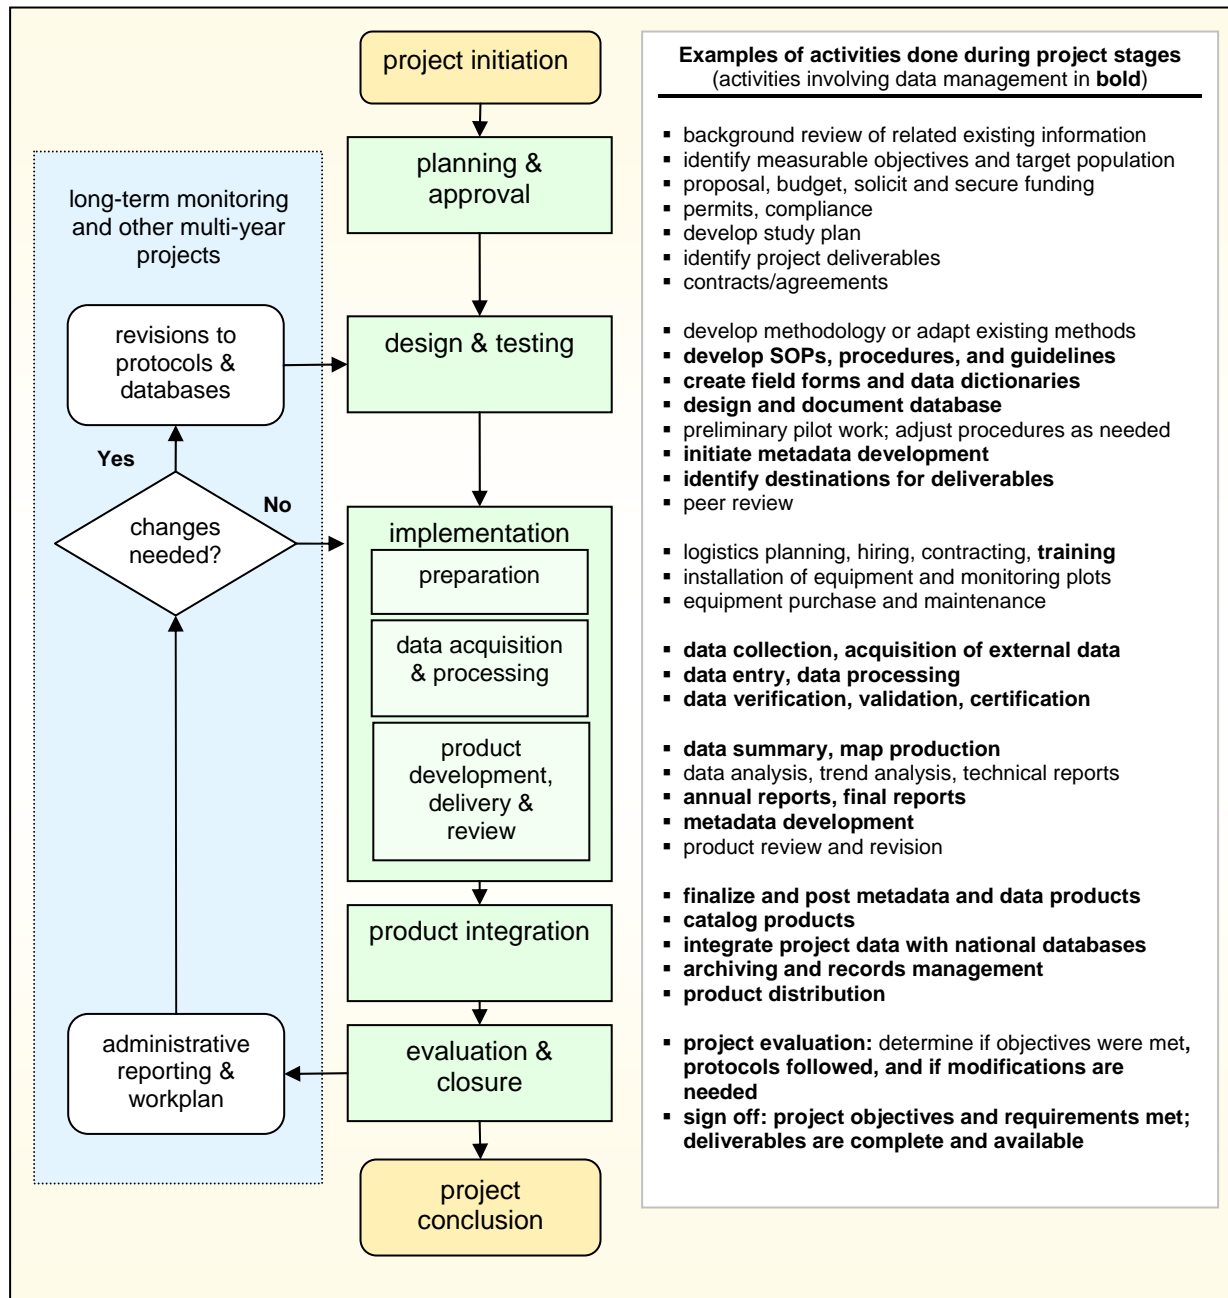 project initiation
planning &
approval
long-term monitoring
and other multi-year
projects
revisions to
protocols &
databases
design & testing
Yes
No
changes
needed?
implementation
preparation
data acquisition
& processing
product
development,
delivery &
review
product integration
administrative
reporting &
workplan
evaluation &
closure
project
conclusion
Examples of activities done during project stages
(activities involving data management in bold)
▪ background review of related existing information
▪ identify measurable objectives and target population
▪ proposal, budget, solicit and secure funding
▪ permits, compliance
▪ develop study plan
▪ identify project deliverables
▪ contracts/agreements
▪ develop methodology or adapt existing methods
▪ develop SOPs, procedures, and guidelines
▪ create field forms and data dictionaries
▪ design and document database
▪ preliminary pilot work; adjust procedures as needed
▪ initiate metadata development
▪ identify destinations for deliverables
▪ peer review
▪ logistics planning, hiring, contracting, training
▪ installation of equipment and monitoring plots
▪ equipment purchase and maintenance
▪ data collection, acquisition of external data
▪ data entry, data processing
▪ data verification, validation, certification
▪ data summary, map production
▪ data analysis, trend analysis, technical reports
▪ annual reports, final reports
▪ metadata development
▪ product review and revision
▪ finalize and post metadata and data products
▪ catalog products
▪ integrate project data with national databases
▪ archiving and records management
▪ product distribution
▪ project evaluation: determine if objectives were met,
protocols followed, and if modifications are
needed
▪ sign off: project objectives and requirements met;
deliverables are complete and available